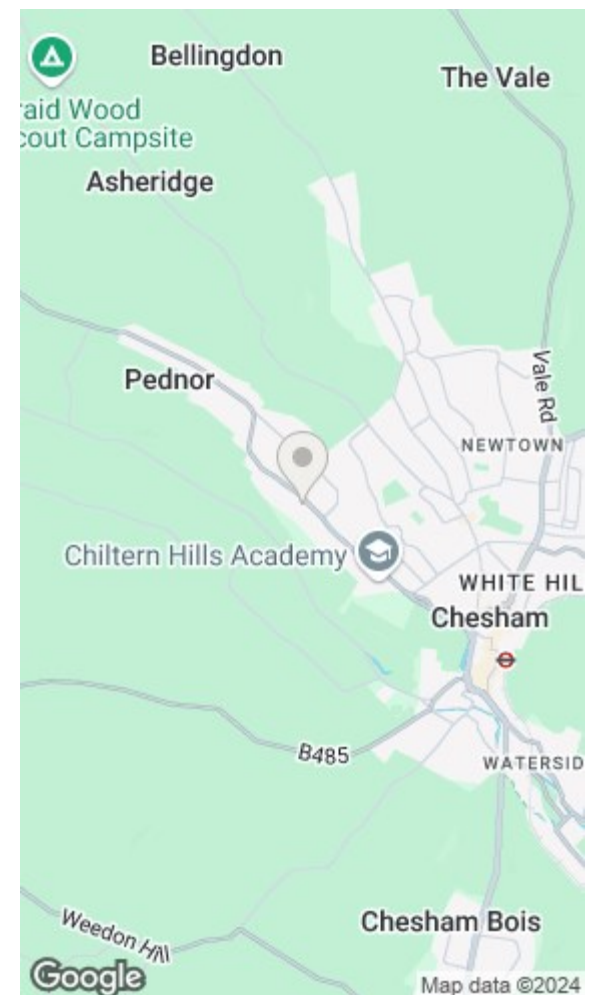 Bellingdon
The Vale
raid Wood
cout Campsite
Asheridge
Pednor
Vale Rd
NEWTOWN
Chiltern Hills Academy
WHITE HIL
Chesham
B485
WATERSID
Chesham Bois
Weedon Hill
Google
Map data ©2024